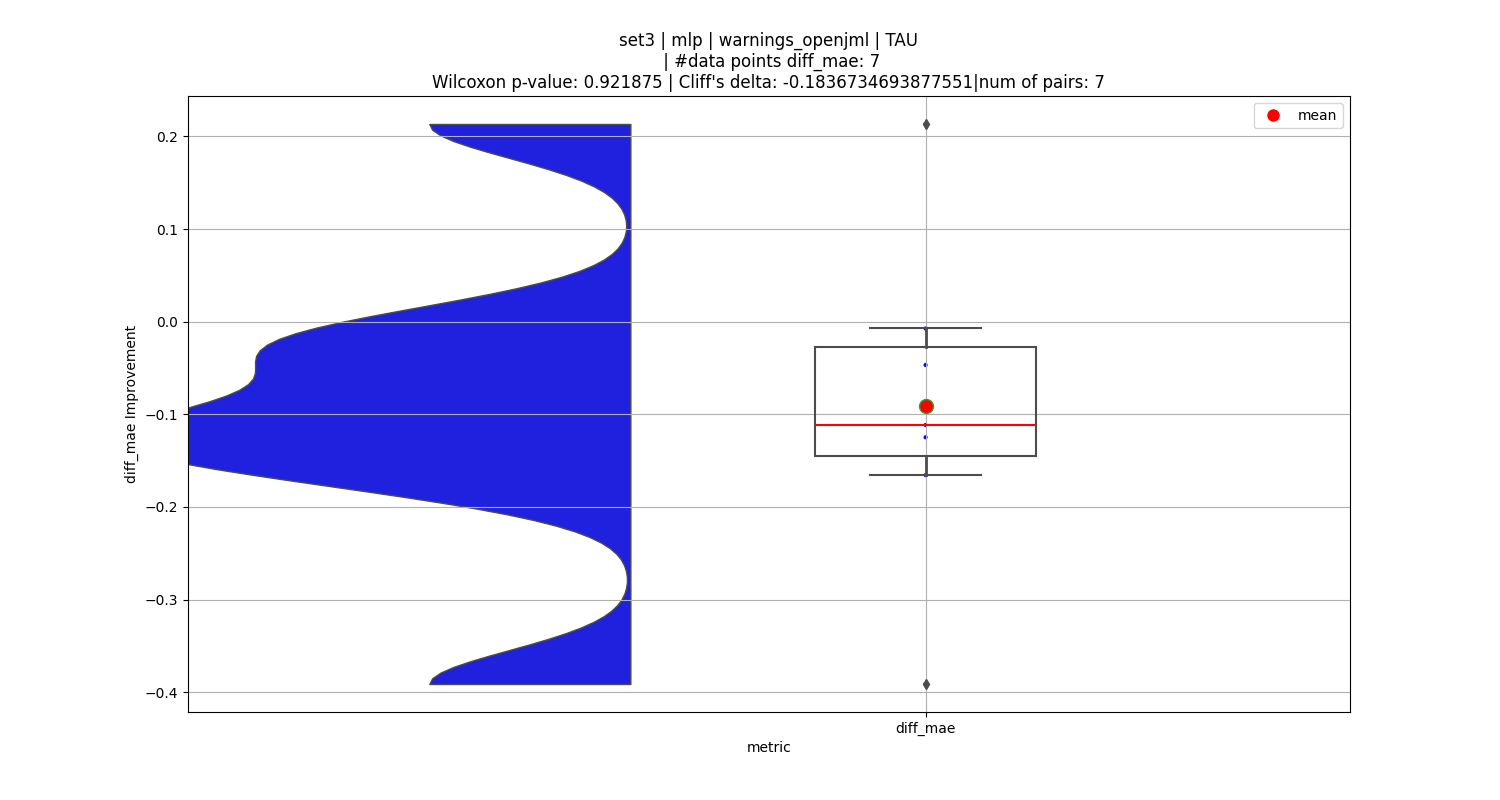 set3 | mlp | warnings_openjml | TAU
| #data points diff_mae: 7
Wilcoxon p-value: 0.921875 | Cliff's delta: -0.1836734693877551|num of pairs: 7
mean
0.2
0.1
0.0
−0.1
−0.2
−0.3
−0.4
diff_mae Improvement
diff_mae
metric